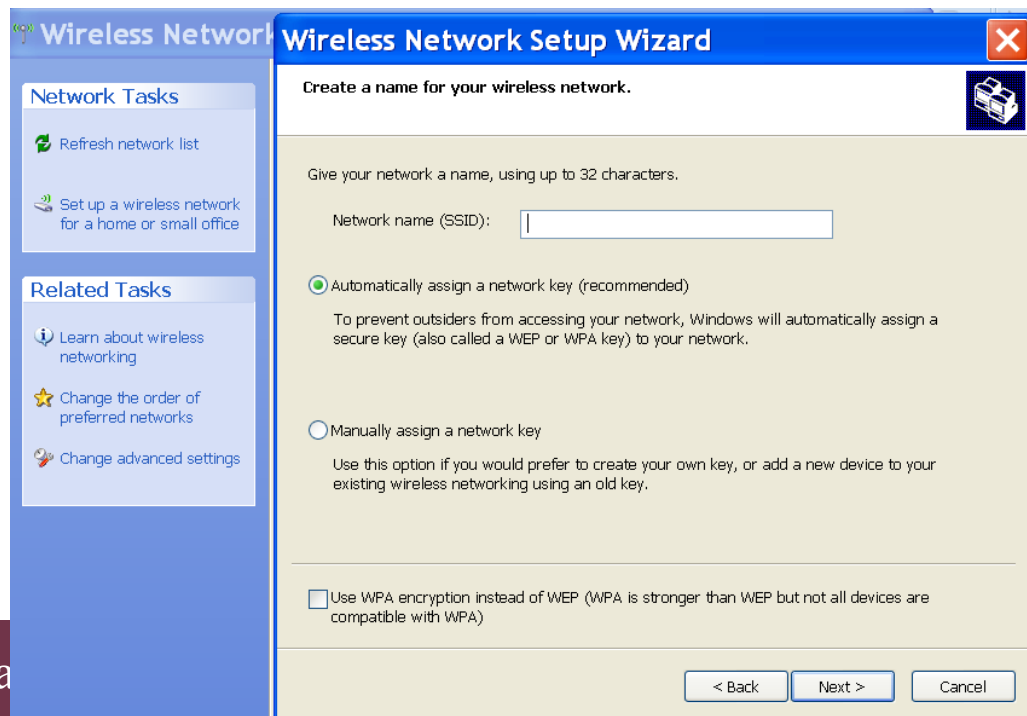 Wireless Network
Network Tasks
Refresh network list
Set up a wireless network
for a home or small office
Related Tasks
Learn about wireless
networking
Change the order of
preferred networks
Change advanced settings
Wireless Network Setup Wizard
Create a name for your wireless network.
Give your network a name, using up to 32 characters.
Network name (SSID):
Automatically assign a network key (recommended)
To prevent outsiders from accessing your network, Windows will automatically assign a
secure key (also called a WEP or WPA key) to your network.
Manually assign a network key
Use this option if you would prefer to create your own key, or add a new device to your
existing wireless networking using an old key.
Use WPA encryption instead of WEP (WPA is stronger than WEP but not all devices are
compatible with WPA)
< Back Next > Cancel